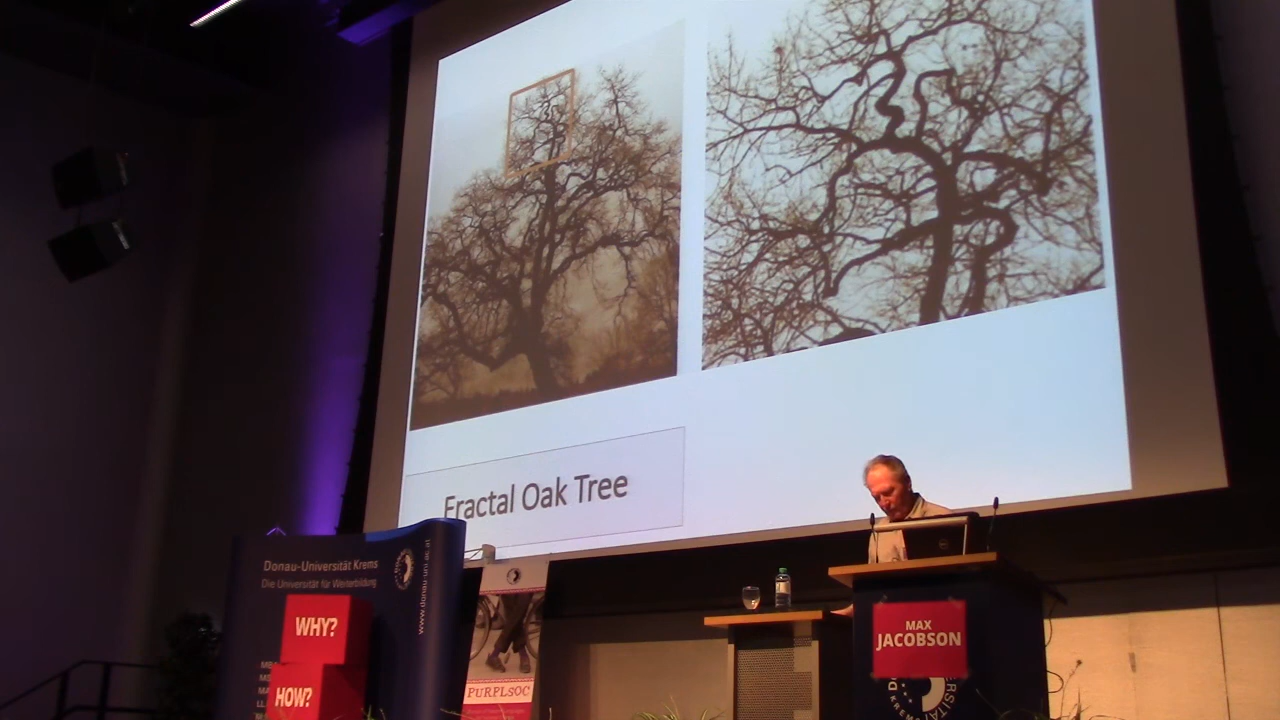 Fractal Oak Tree
Donau-Universität Krems
Die Universität für Weiterbildung
www.donau-uni.ac.at
WHY?
HOW?
PURPLSOC
MAX
JACOBSON